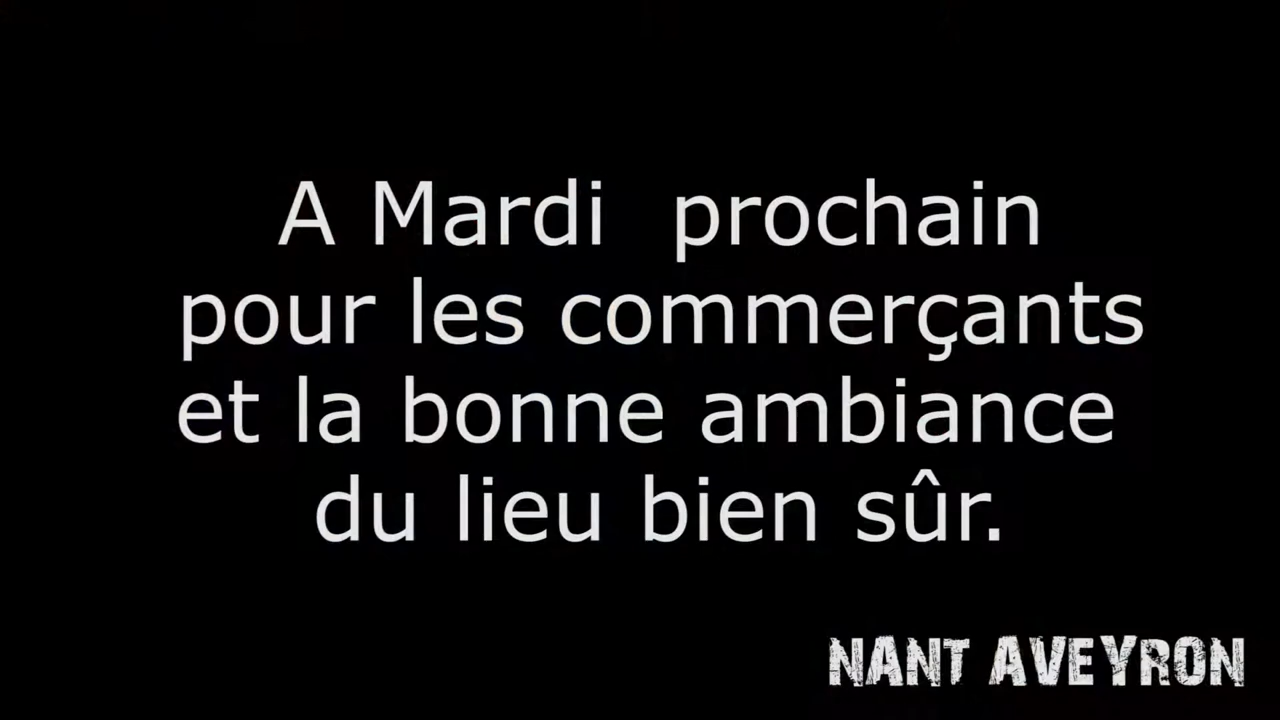 A Mardi  prochain
pour les commerçants
et la bonne ambiance
du lieu bien sûr.
NANT AVEYRON